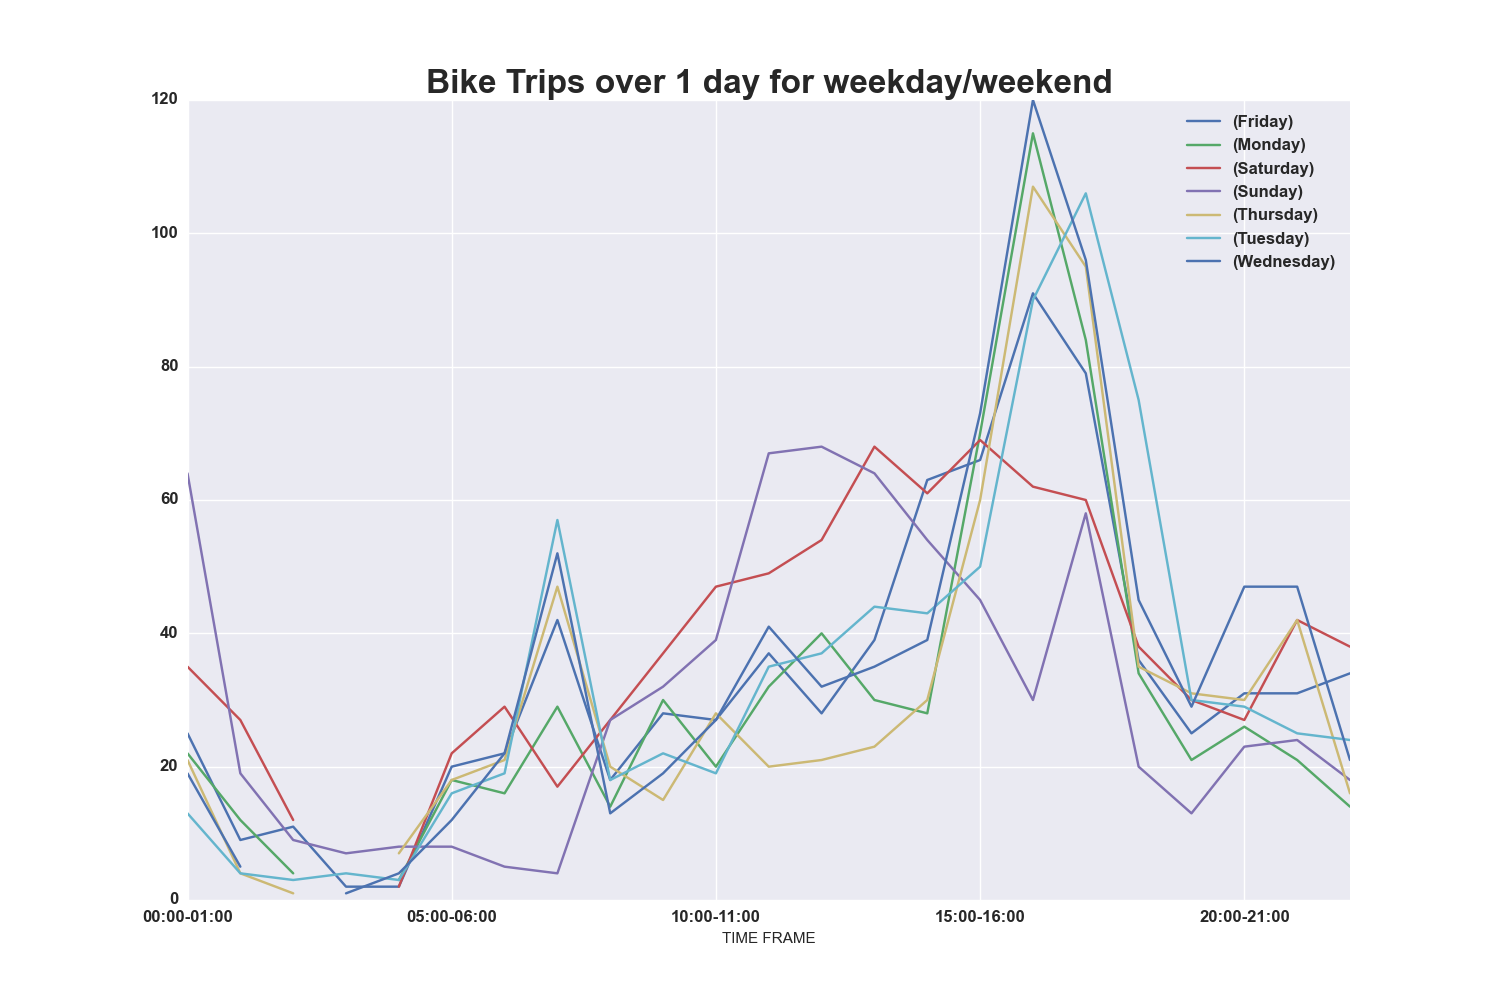 Bike Trips over 1 day for weekday/weekend
120
100
80
60
40
20
0
(Friday)
(Monday)
(Saturday)
(Sunday)
(Thursday)
(Tuesday)
(Wednesday)
00:00-01:00 05:00-06:00 10:00-11:00 15:00-16:00 20:00-21:00
TIME FRAME